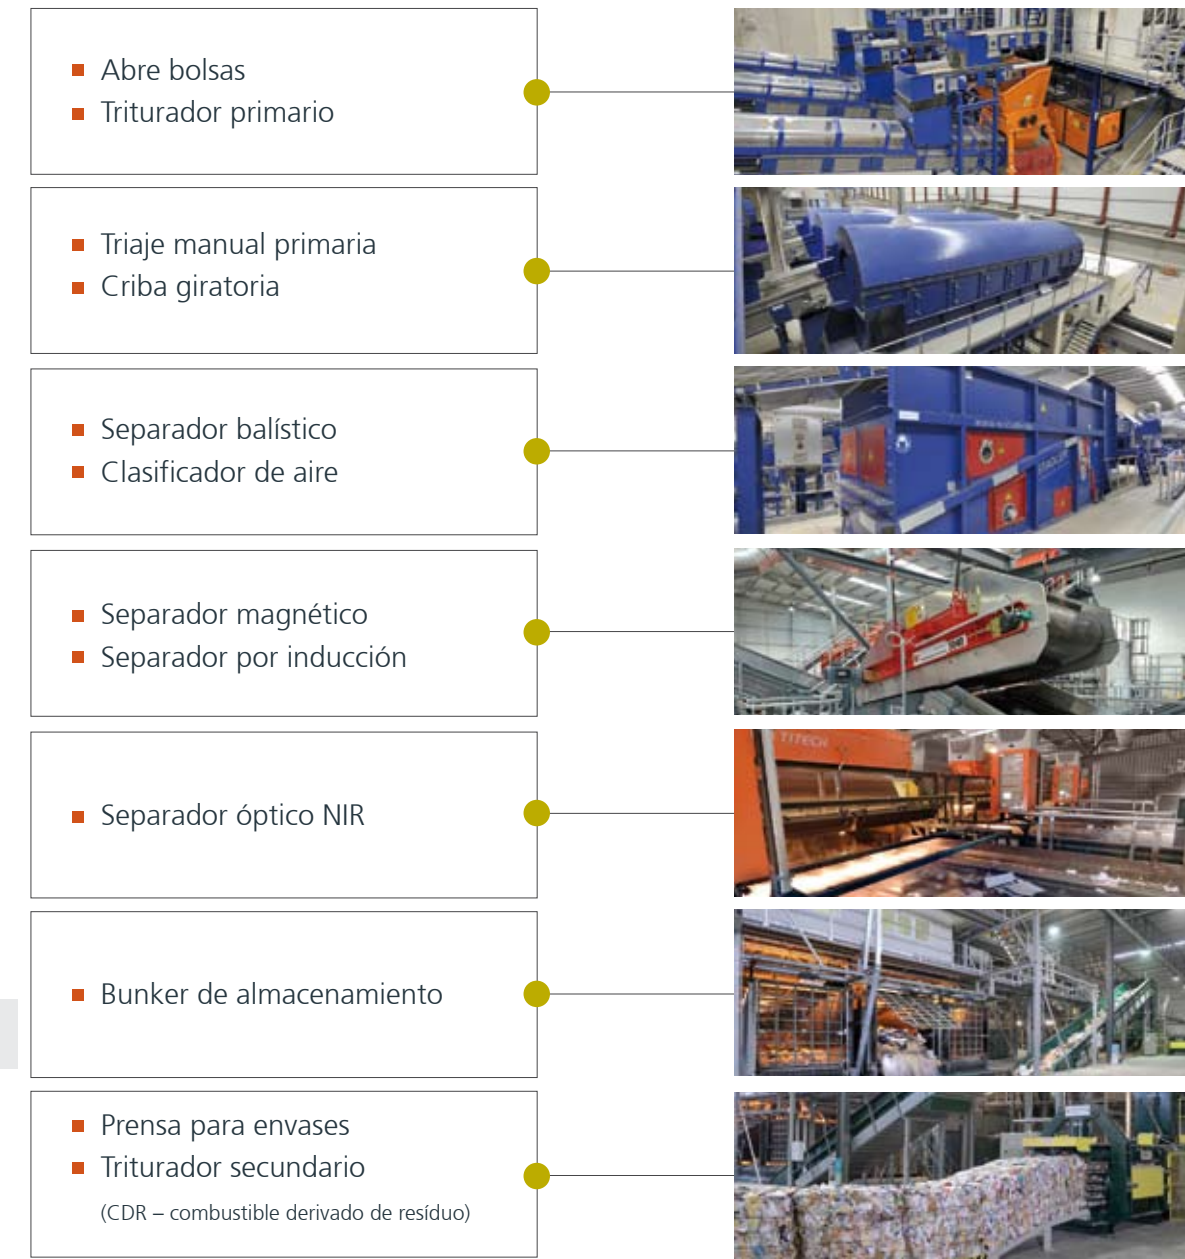 Abre bolsas
Triturador primario
Triaje manual primaria
Criba giratoria
Separador balístico
Clasificador de aire
STADLER
Separador magnético
Separador por inducción
TITECH
Separador óptico NIR
Bunker de almacenamiento
Prensa para envases
Triturador secundario
(CDR – combustible derivado de resíduo)